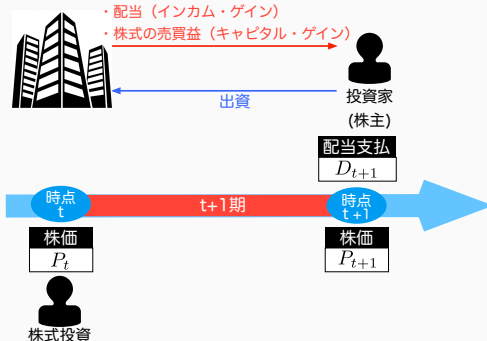 ・配当（インカム・ゲイン）
・株式の売買益（キャピタル・ゲイン）
出資
投資家
(株主)
配当支払
D_{t+1}
時点
t
t+1期
時点
t+1
株価
P_t
株価
P_{t+1}
株式投資